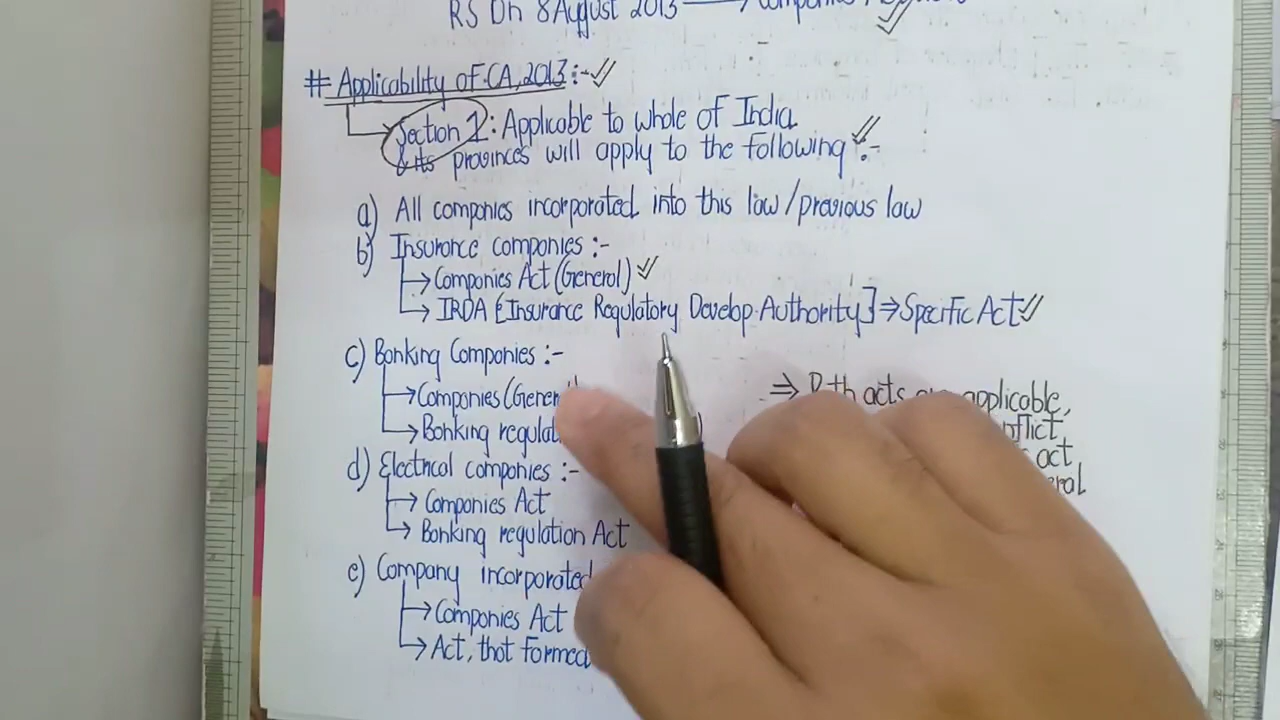 RS On 8 August 2013
# Applicability of CA, 2013 :-
Section 1 : Applicable to whole of India
& its provinces will apply to the following :-
a) All companies incorporated into this law / previous law
b) Insurance companies :-
→ Companies Act (General)
→ IRDA [Insurance Regulatory Develop. Authority] ⇒ Specific Act
c) Banking Companies :-
→ Companies (Gener
→ Banking regulat
⇒ acts applicable,
nflict
act
eral
d) Electrical companies :-
→ Companies Act
→ Banking regulation Act
e) Company incorporated
→ Companies Act
→ Act, that formed